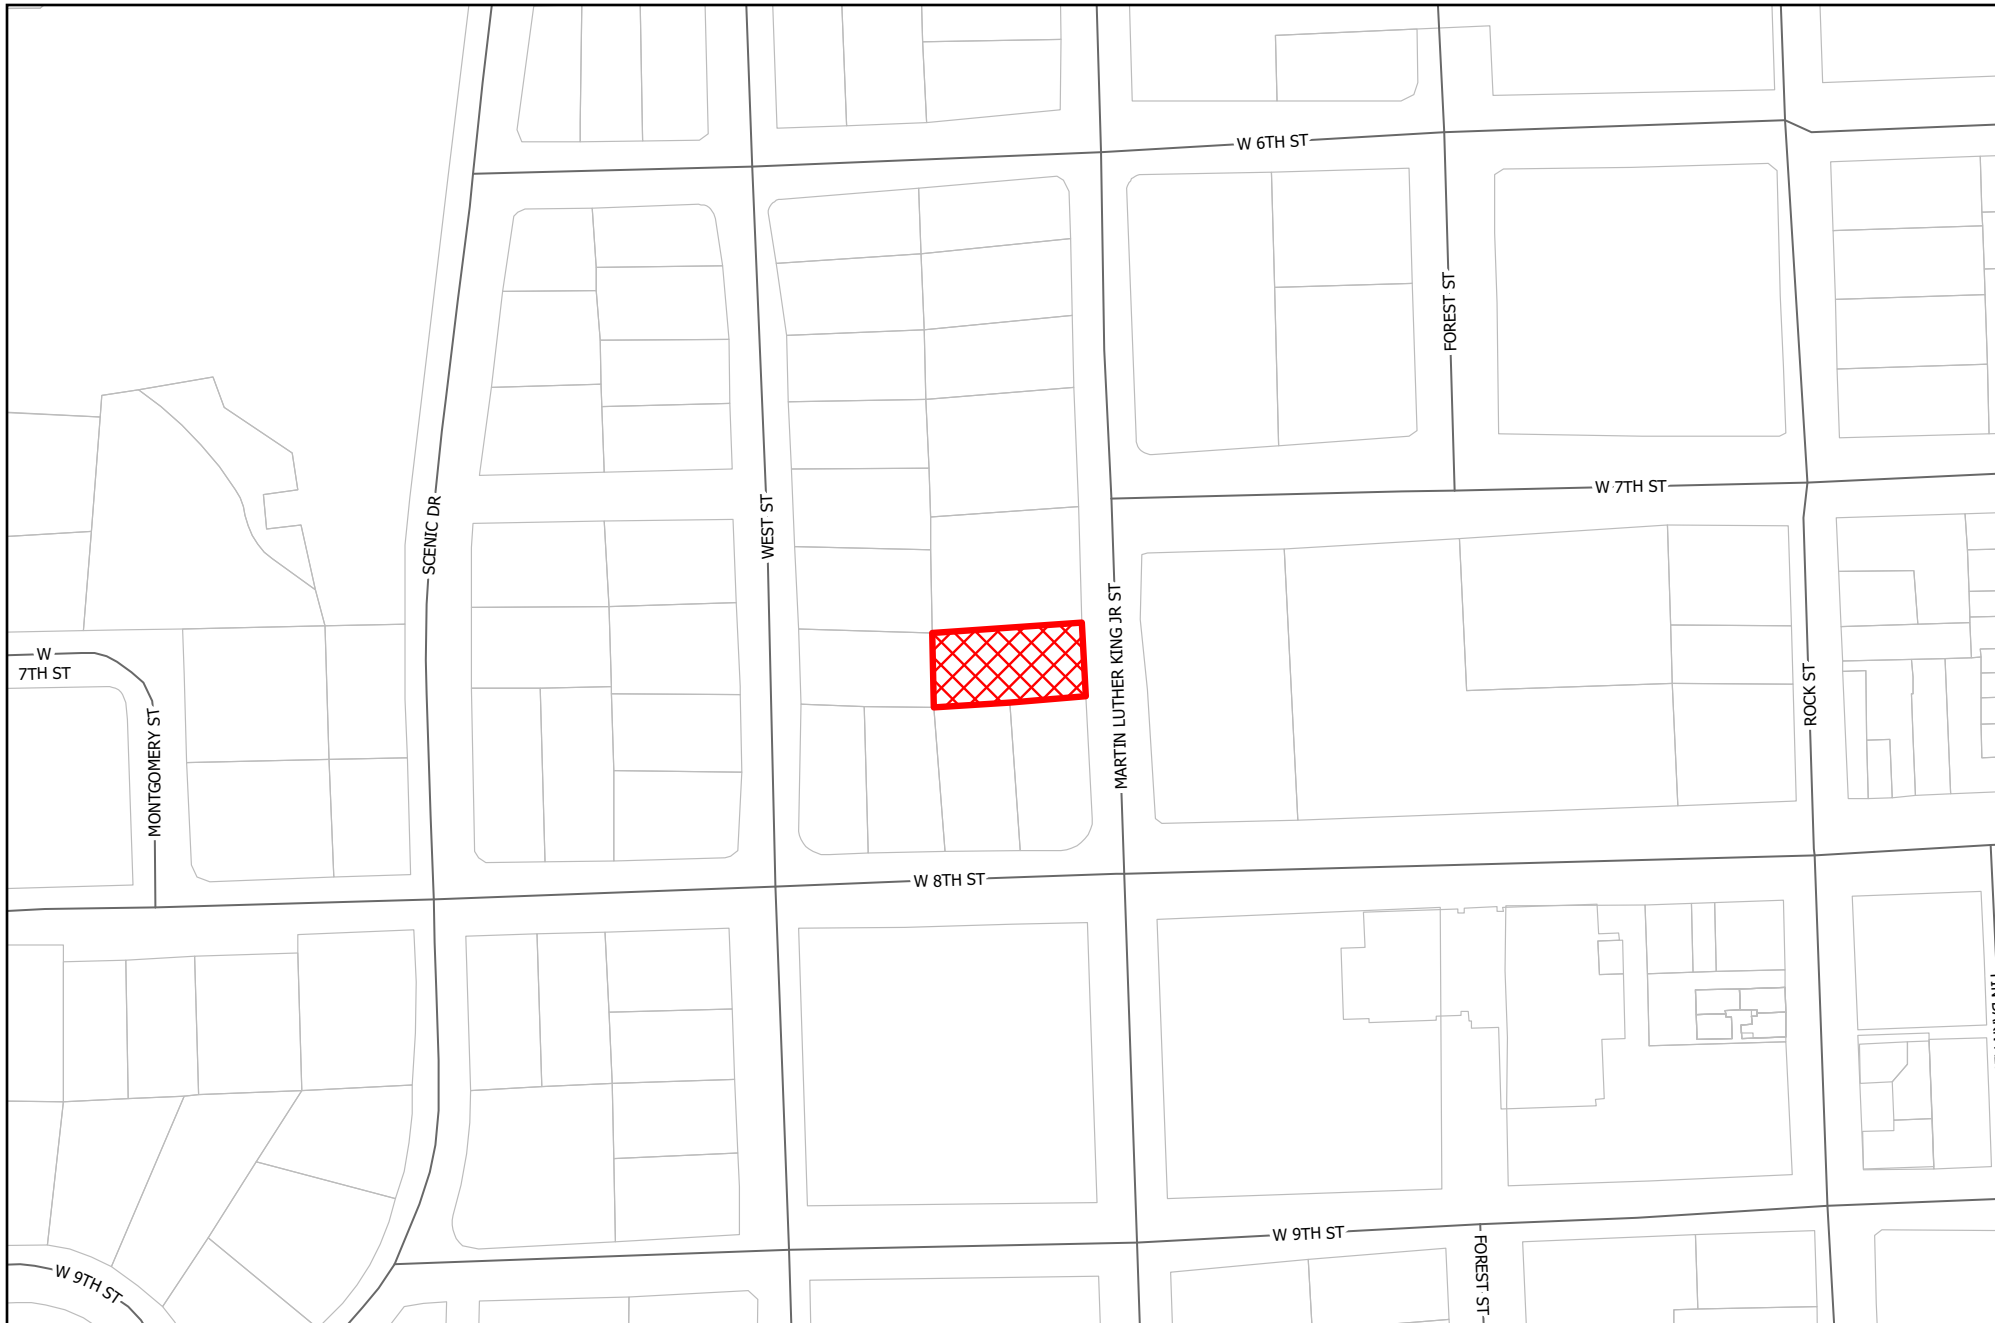 W 6TH ST
FOREST ST
W 7TH ST
SCENIC DR
WEST ST
MARTIN LUTHER KING JR ST
W
7TH ST
MONTGOMERY ST
ROCK ST
W 8TH ST
W 9TH ST
FOREST ST
W 9TH ST